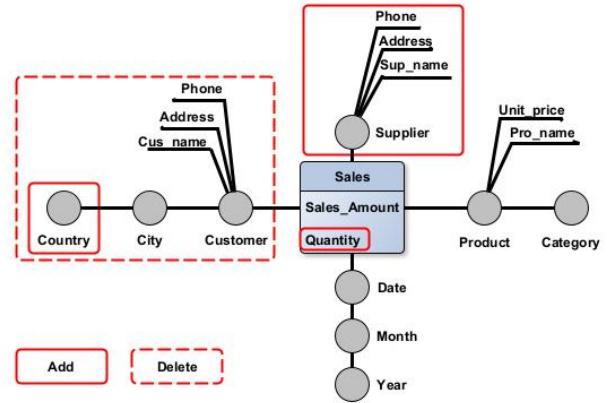 Phone
Address
Sup_name
Supplier
Phone
Address
Cus_name
Unit_price
Pro_name
Sales
Sales_Amount
Quantity
Country
City
Customer
Product
Category
Date
Month
Year
Add
Delete